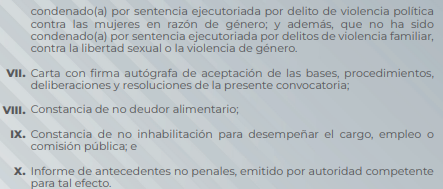 condenado(a) por sentencia ejecutoriada por delito de violencia política
contra las mujeres en razón de género; y además, que no ha sido
condenado(a) por sentencia ejecutoriada por delitos de violencia familiar,
contra la libertad sexual o la violencia de género.
VII. Carta con firma autógrafa de aceptación de las bases, procedimientos,
deliberaciones y resoluciones de la presente convocatoria;
VIII. Constancia de no deudor alimentario;
IX. Constancia de no inhabilitación para desempeñar el cargo, empleo o
comisión pública; e
X. Informe de antecedentes no penales, emitido por autoridad competente
para tal efecto.